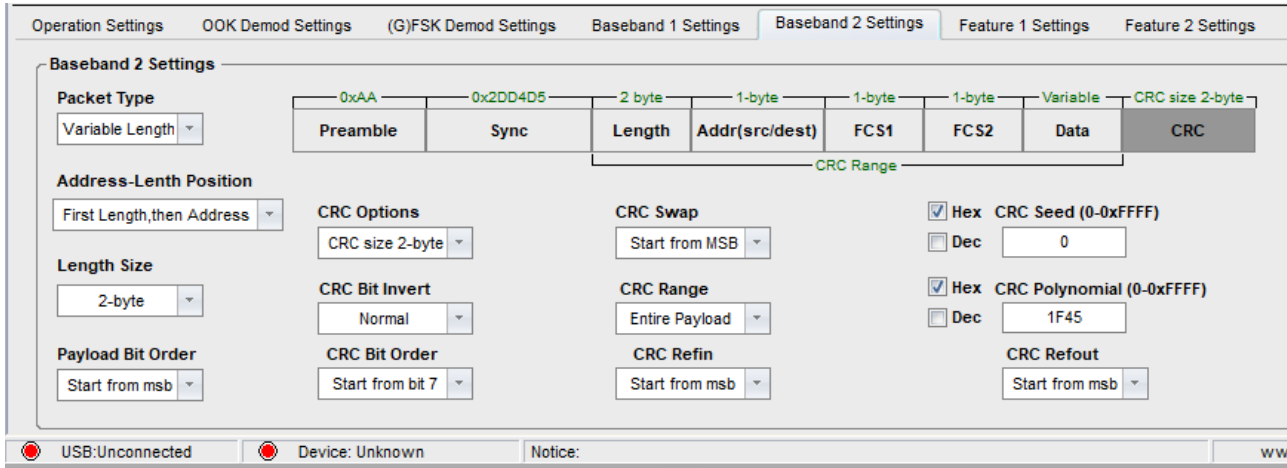 Operation Settings OOK Demod Settings (G)FSK Demod Settings Baseband 1 Settings Baseband 2 Settings Feature 1 Settings Feature 2 Settings
Baseband 2 Settings
Packet Type
Variable Length
0xAA 0x2DD4D5 2 byte 1-byte 1-byte 1-byte Variable CRC size 2-byte
Preamble Sync Length Addr(src/dest) FCS1 FCS2 Data CRC
CRC Range
Address-Lenth Position
First Length,then Address
CRC Options CRC Swap Hex CRC Seed (0-0xFFFF)
CRC size 2-byte Start from MSB Dec 0
Length Size
2-byte
CRC Bit Invert CRC Range Hex CRC Polynomial (0-0xFFFF)
Normal Entire Payload Dec 1F45
Payload Bit Order CRC Bit Order CRC Refin CRC Refout
Start from msb Start from bit 7 Start from msb Start from msb
USB:Unconnected Device: Unknown Notice: